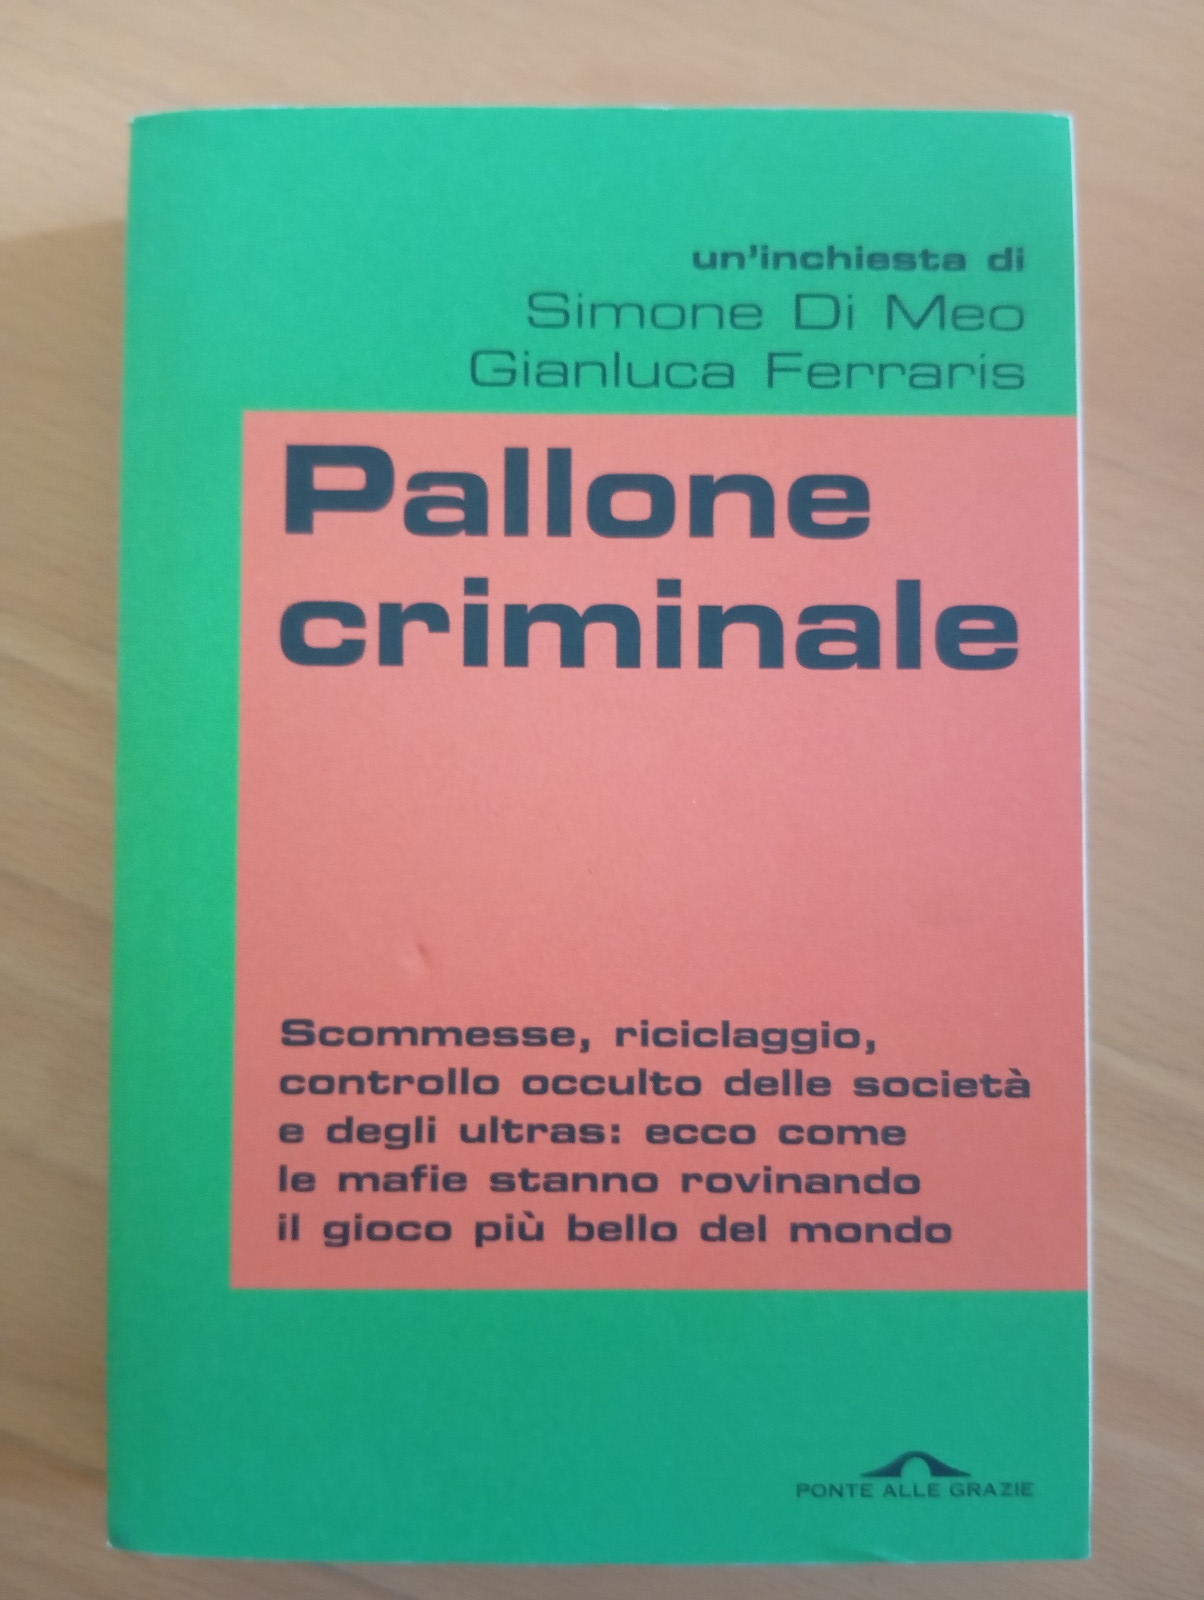 un'inchiesta di
Simone Di Meo
Gianluca Ferraris
Pallone
criminale
Scommesse, riciclaggio,
controllo occulto delle società
e degli ultras: ecco come
le mafie stanno rovinando
il gioco più bello del mondo
PONTE ALLE GRAZIE